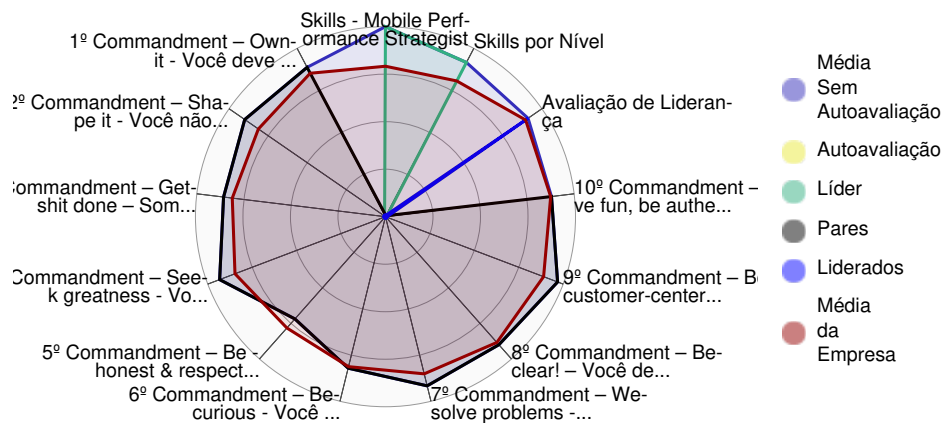 Skills - Mobile Perf-
ormance Strategist
Skills por Nível
Avaliação de Lideran-
ça
10º Commandment –
ve fun, be authe...
9º Commandment – B
customer-center...
8º Commandment – Be-
clear! – Você de...
7º Commandment – We-
solve problems -...
6º Commandment – Be-
curious - Você ...
5º Commandment – Be -
honest & respect...
Commandment – See-
k greatness - Vo...
Commandment – Get-
shit done – Som...
2º Commandment – Sha-
pe it - Você não...
1º Commandment – Own-
it - Você deve ...
Média
Sem
Autoavaliação
Autoavaliação
Líder
Pares
Liderados
Média
da
Empresa